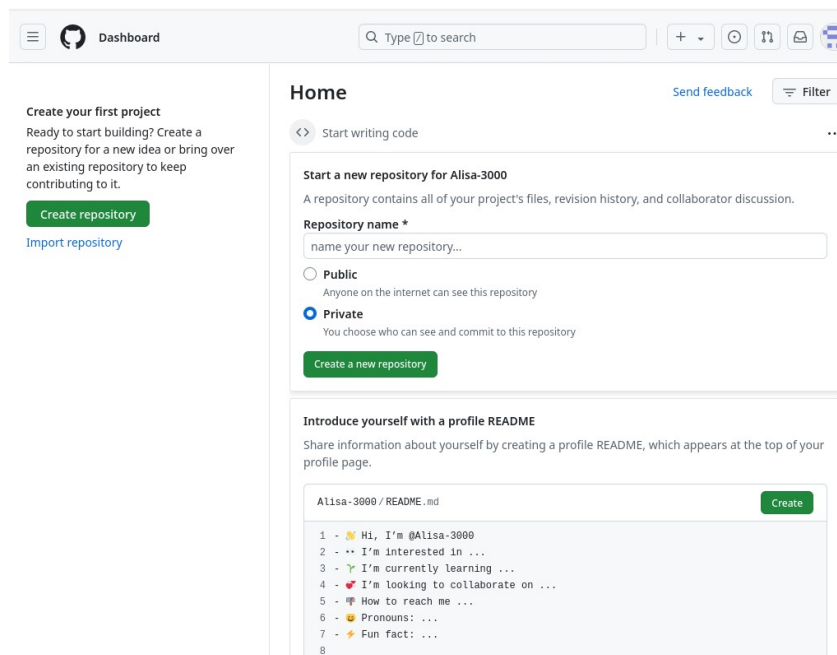 Dashboard
Type / to search
Create your first project
Ready to start building? Create a
repository for a new idea or bring over
an existing repository to keep
contributing to it.
Create repository
Import repository
Home
Send feedback
Filter
Start writing code
Start a new repository for Alisa-3000
A repository contains all of your project's files, revision history, and collaborator discussion.
Repository name *
name your new repository...
Public
Anyone on the internet can see this repository
Private
You choose who can see and commit to this repository
Create a new repository
Introduce yourself with a profile README
Share information about yourself by creating a profile README, which appears at the top of your
profile page.
Alisa-3000/README.md
Create
1 - 👋 Hi, I’m @Alisa-3000
2 - 👀 I’m interested in ...
3 - 🌱 I’m currently learning ...
4 - 💞️ I’m looking to collaborate on ...
5 - 📫 How to reach me ...
6 - 😄 Pronouns: ...
7 - ⚡ Fun fact: ...
8